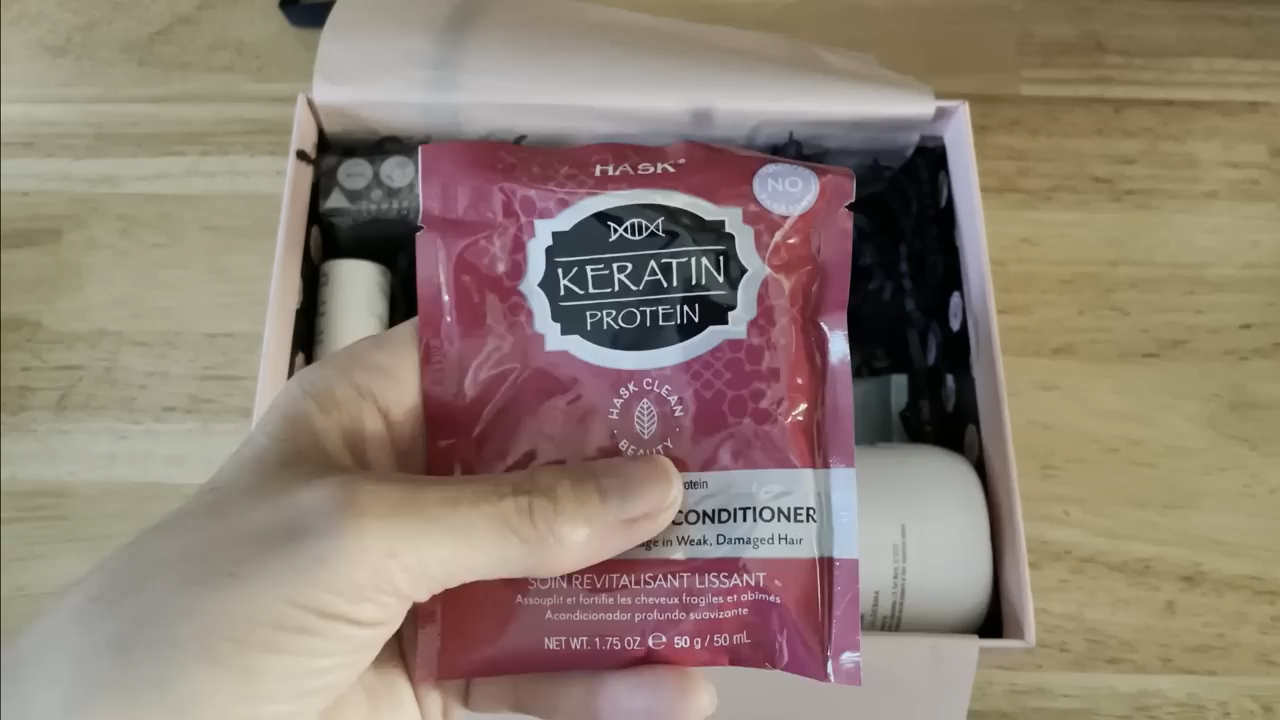 HASK®
NO
KERATIN
PROTEIN
HASK CLEAN
BEAUTY
otein
CONDITIONER
ge in Weak, Damaged Hair
SOIN REVITALISANT LISSANT
Assouplit et fortifie les cheveux fragiles et abîmés
Acondicionador profundo suavizante
NET WT. 1.75 OZ. ℮ 50 g / 50 mL